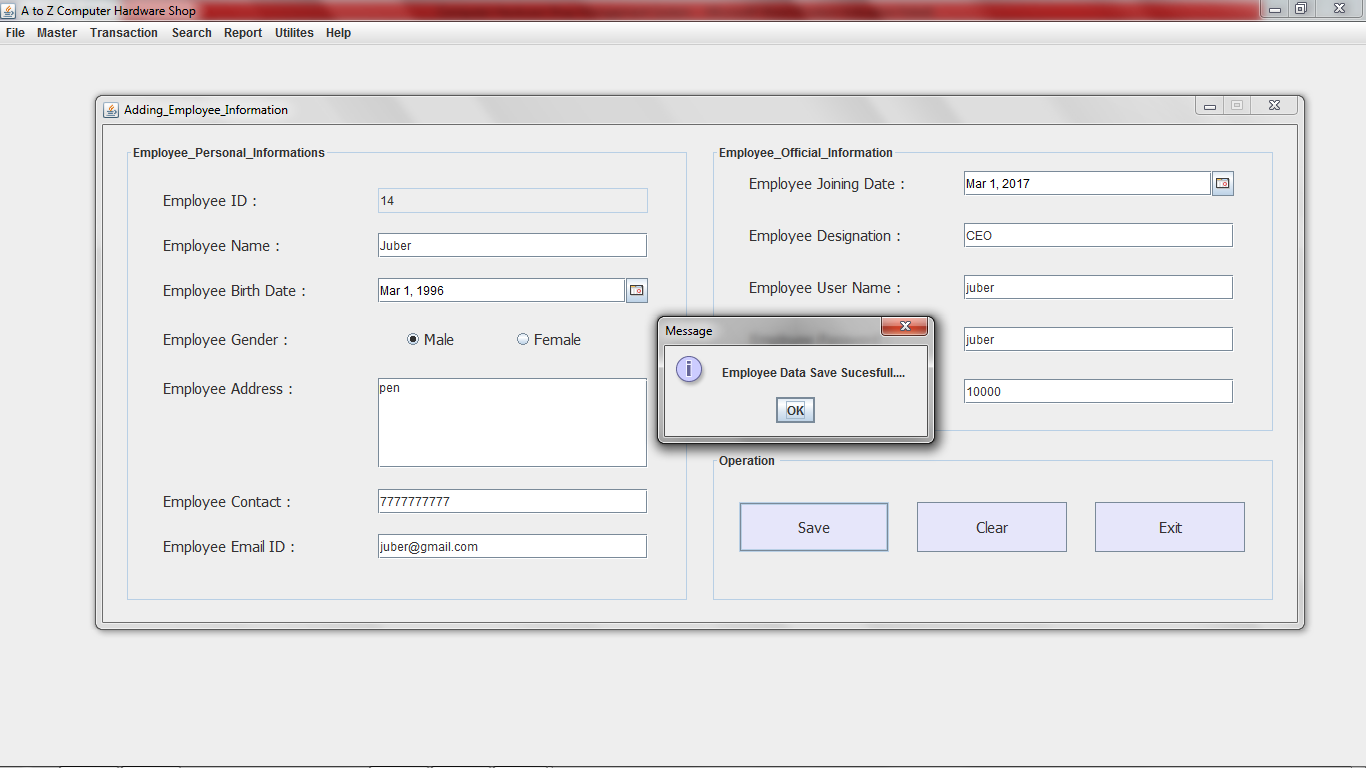 A to Z Computer Hardware Shop
File Master Transaction Search Report Utilites Help
Adding_Employee_Information
Employee_Personal_Informations
Employee ID : 14
Employee Name : Juber
Employee Birth Date : Mar 1, 1996
Employee Gender : Male Female
Employee Address : pen
Employee Contact : 7777777777
Employee Email ID : juber@gmail.com
Employee_Official_Information
Employee Joining Date : Mar 1, 2017
Employee Designation : CEO
Employee User Name : juber
juber
10000
Message
Employee Data Save Sucesfull....
OK
Operation
Save Clear Exit